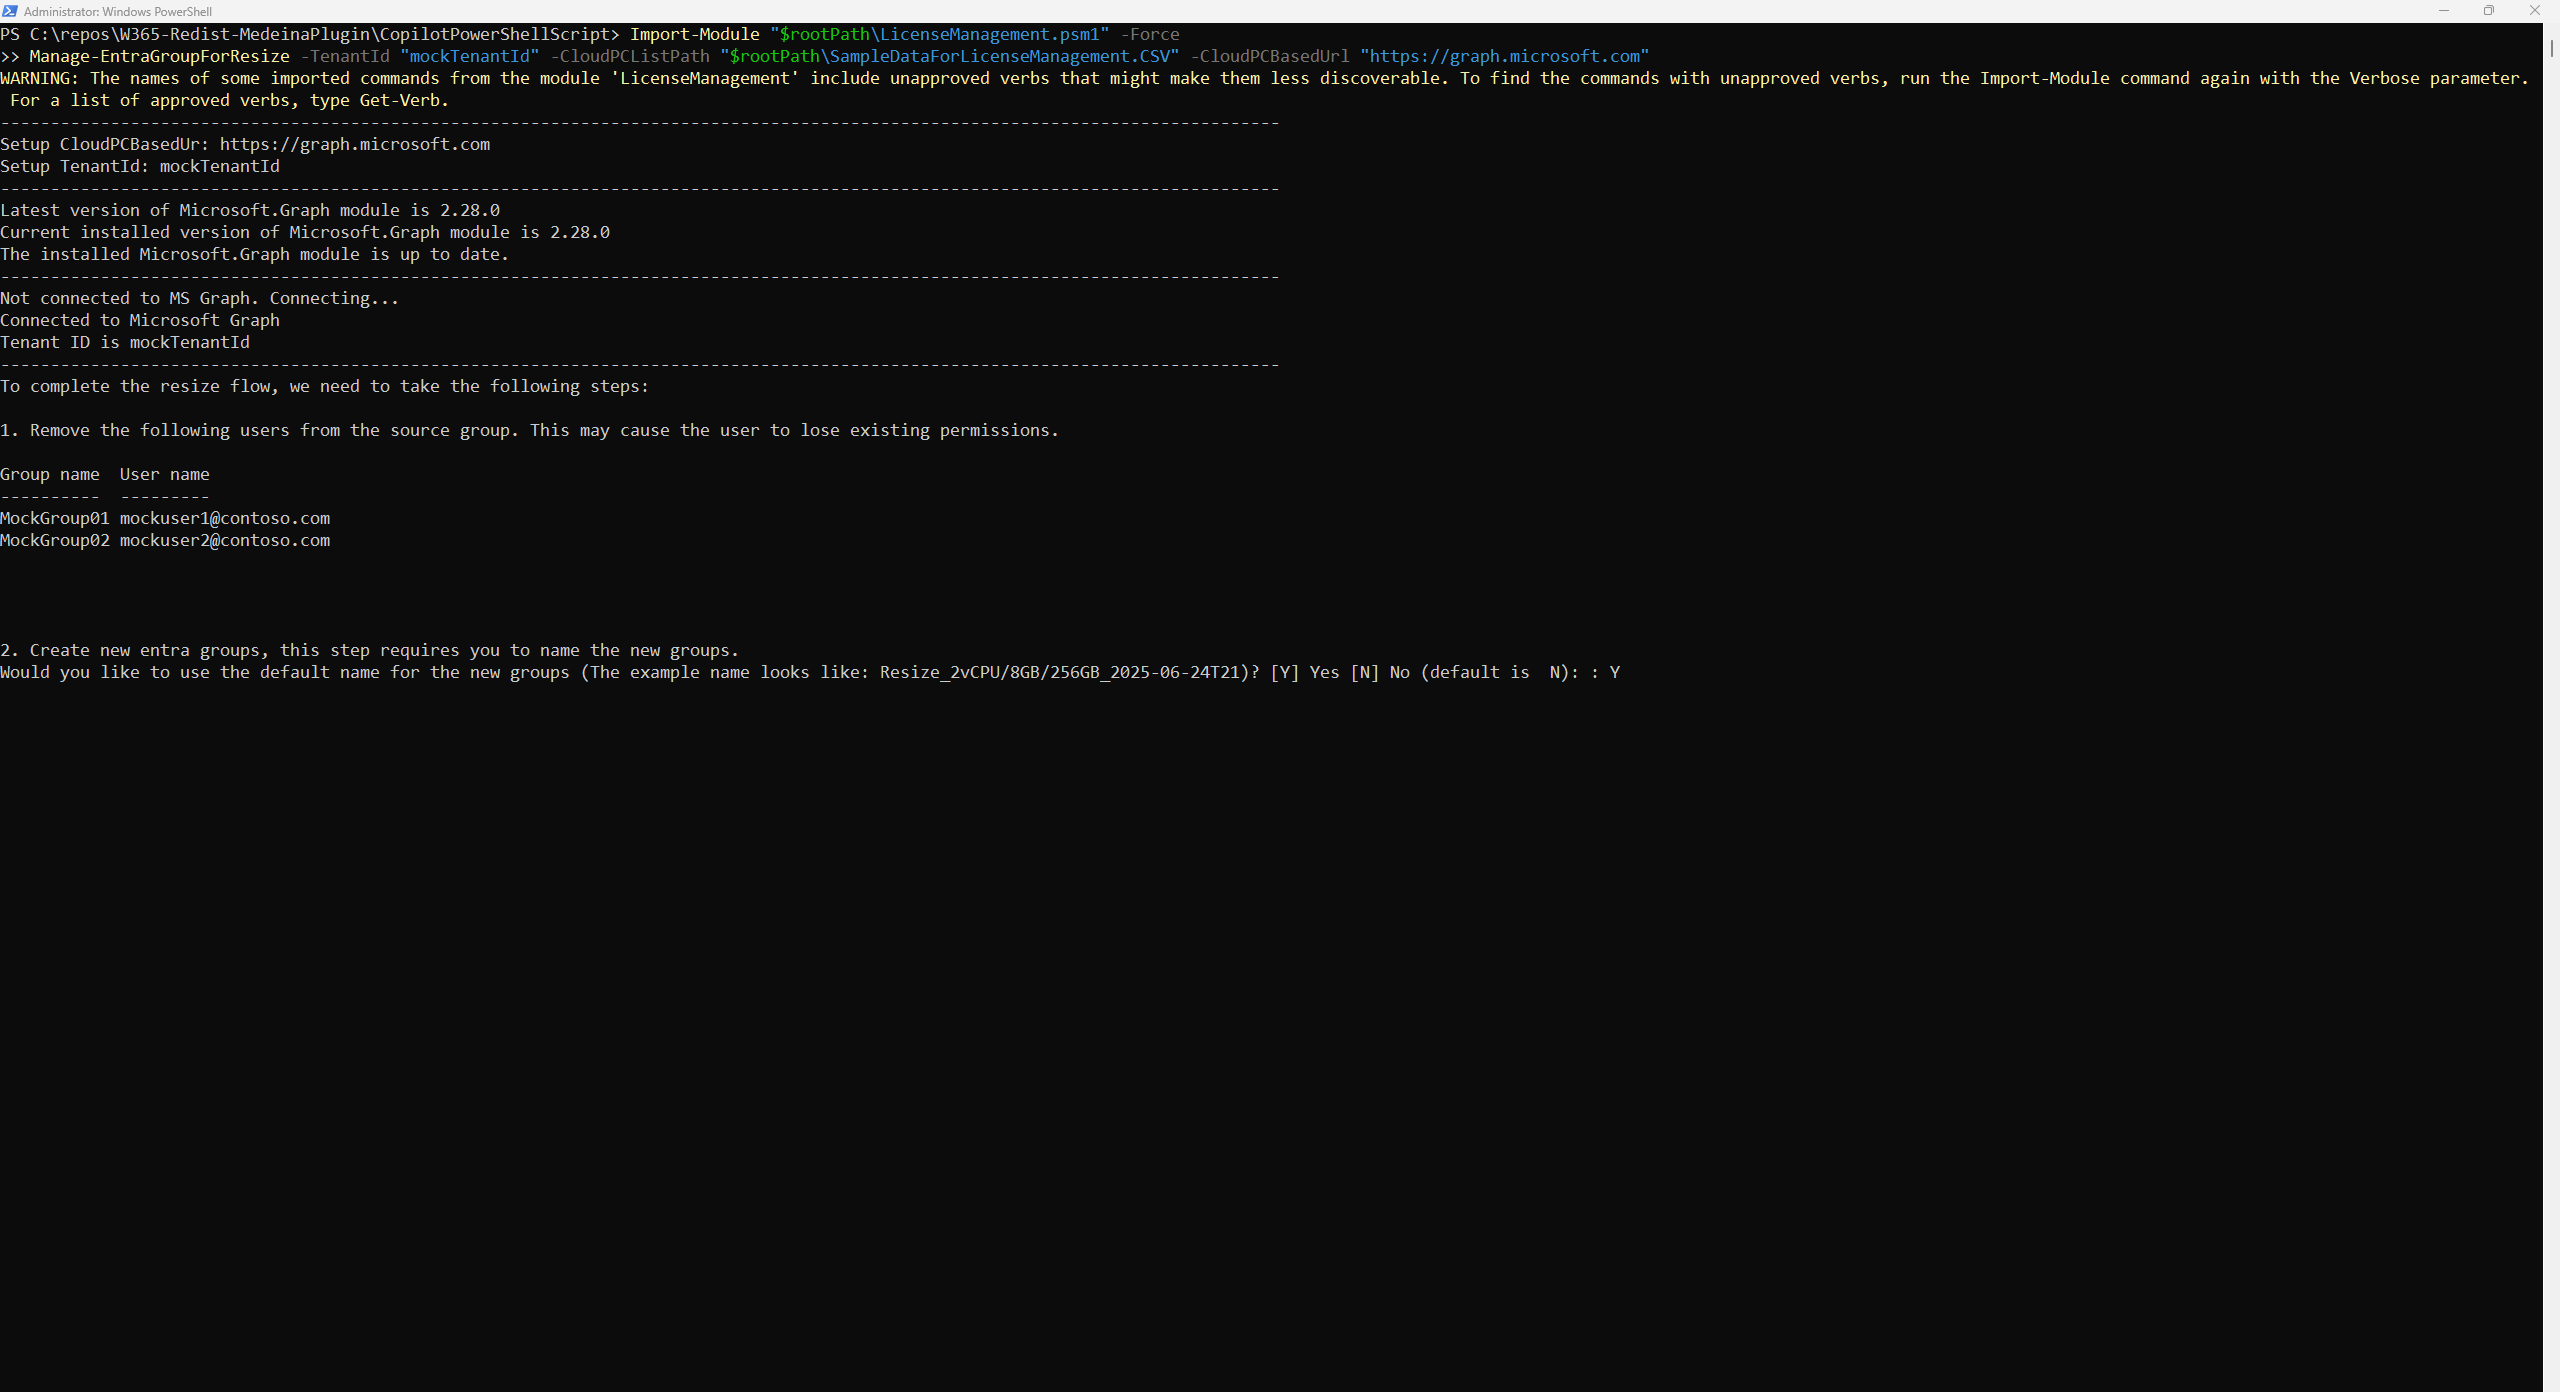 Administrator: Windows PowerShell
PS C:\repos\W365-Redist-MedeinaPlugin\CopilotPowerShellScript> Import-Module "$rootPath\LicenseManagement.psm1" -Force
>> Manage-EntraGroupForResize -TenantId "mockTenantId" -CloudPCListPath "$rootPath\SampleDataForLicenseManagement.CSV" -CloudPCBasedUrl "https://graph.microsoft.com"
WARNING: The names of some imported commands from the module 'LicenseManagement' include unapproved verbs that might make them less discoverable. To find the commands with unapproved verbs, run the Import-Module command again with the Verbose parameter.
 For a list of approved verbs, type Get-Verb.
--------------------------------------------------------------------------------------------------------------------------------
Setup CloudPCBasedUr: https://graph.microsoft.com
Setup TenantId: mockTenantId
--------------------------------------------------------------------------------------------------------------------------------
Latest version of Microsoft.Graph module is 2.28.0
Current installed version of Microsoft.Graph module is 2.28.0
The installed Microsoft.Graph module is up to date.
--------------------------------------------------------------------------------------------------------------------------------
Not connected to MS Graph. Connecting...
Connected to Microsoft Graph
Tenant ID is mockTenantId
--------------------------------------------------------------------------------------------------------------------------------
To complete the resize flow, we need to take the following steps:
1. Remove the following users from the source group. This may cause the user to lose existing permissions.
Group name  User name
----------  ---------
MockGroup01 mockuser1@contoso.com
MockGroup02 mockuser2@contoso.com
2. Create new entra groups, this step requires you to name the new groups.
Would you like to use the default name for the new groups (The example name looks like: Resize_2vCPU/8GB/256GB_2025-06-24T21)? [Y] Yes [N] No (default is  N): : Y